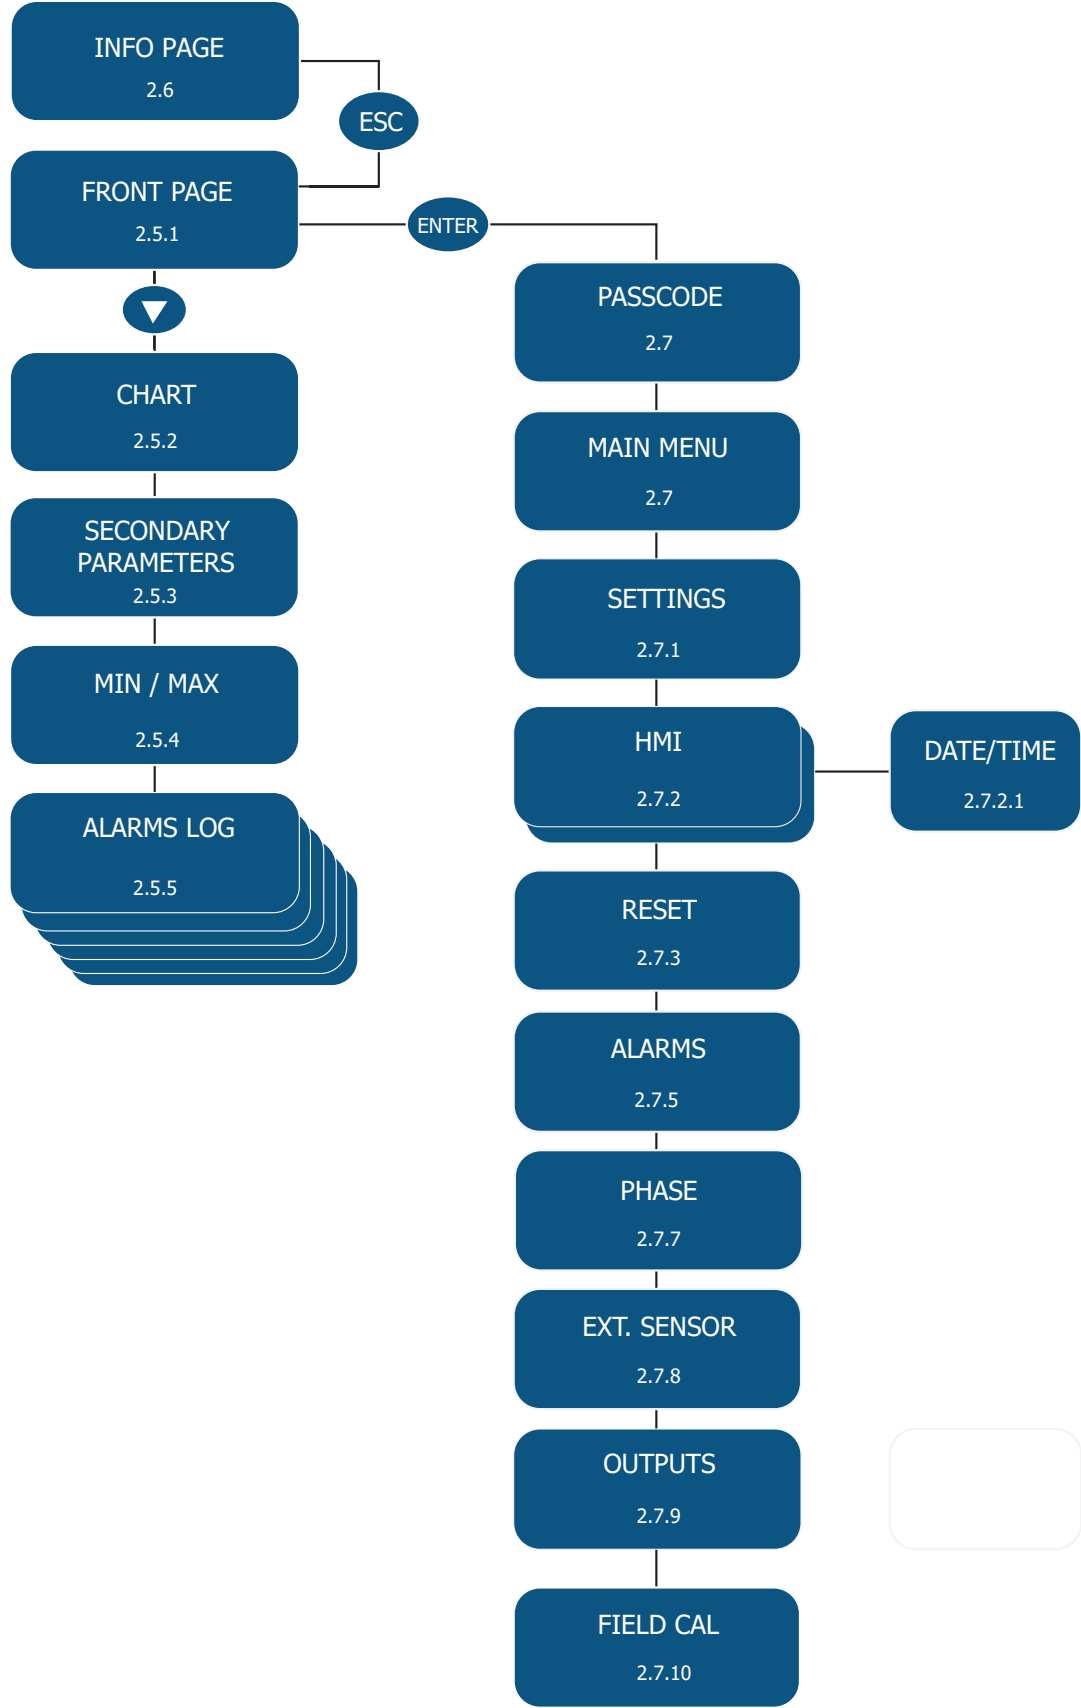 INFO PAGE
2.6
ESC
FRONT PAGE
2.5.1
ENTER
▼
CHART
2.5.2
SECONDARY
PARAMETERS
2.5.3
MIN / MAX
2.5.4
ALARMS LOG
2.5.5
PASSCODE
2.7
MAIN MENU
2.7
SETTINGS
2.7.1
HMI
2.7.2
DATE/TIME
2.7.2.1
RESET
2.7.3
ALARMS
2.7.5
PHASE
2.7.7
EXT. SENSOR
2.7.8
OUTPUTS
2.7.9
FIELD CAL
2.7.10